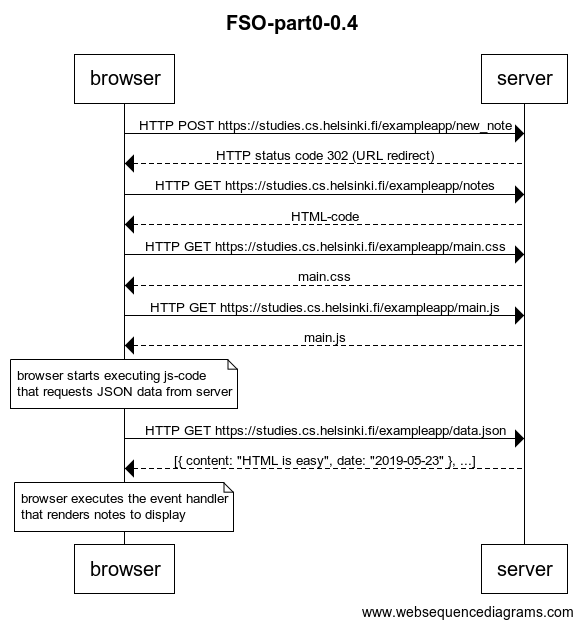 FSO-part0-0.4
browser
server
HTTP POST https://studies.cs.helsinki.fi/exampleapp/new_note
HTTP status code 302 (URL redirect)
HTTP GET https://studies.cs.helsinki.fi/exampleapp/notes
HTML-code
HTTP GET https://studies.cs.helsinki.fi/exampleapp/main.css
main.css
HTTP GET https://studies.cs.helsinki.fi/exampleapp/main.js
main.js
browser starts executing js-code
that requests JSON data from server
HTTP GET https://studies.cs.helsinki.fi/exampleapp/data.json
[{ content: "HTML is easy", date: "2019-05-23" }, ...]
browser executes the event handler
that renders notes to display
browser
server
www.websequencediagrams.com